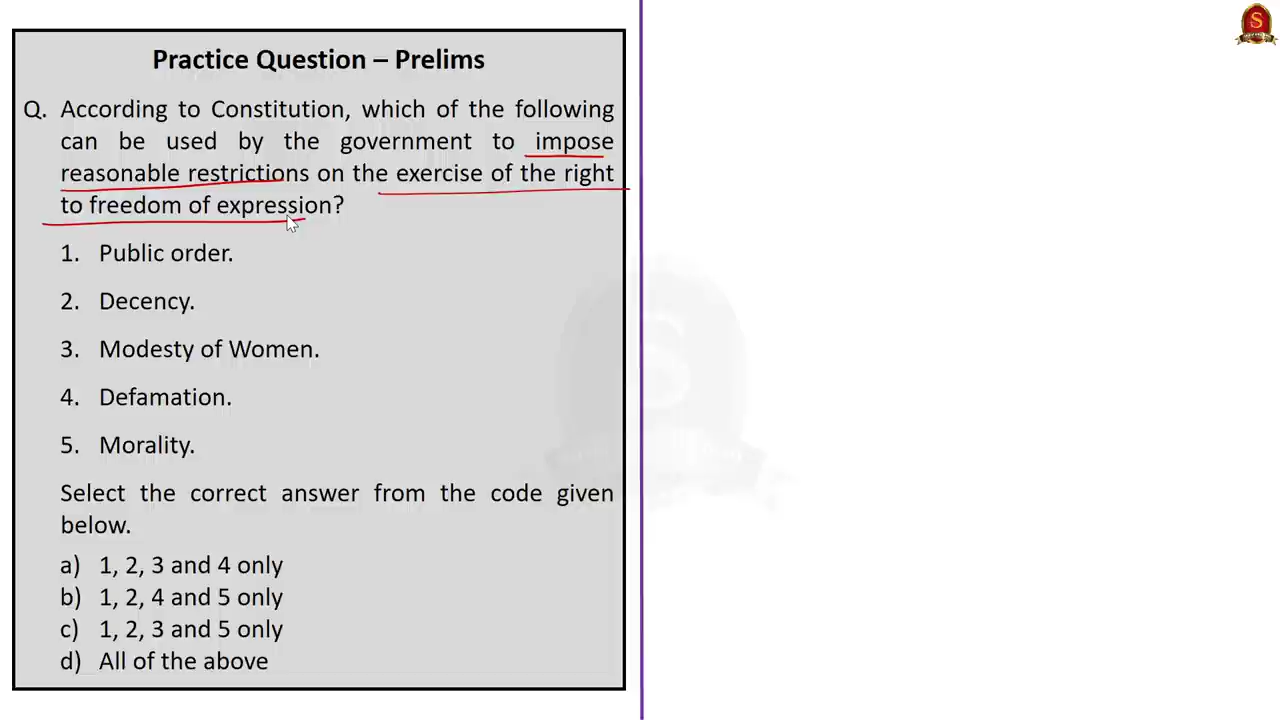 Practice Question – Prelims
Q. According to Constitution, which of the following
can be used by the government to impose
reasonable restrictions on the exercise of the right
to freedom of expression?
1. Public order.
2. Decency.
3. Modesty of Women.
4. Defamation.
5. Morality.
Select the correct answer from the code given
below.
a) 1, 2, 3 and 4 only
b) 1, 2, 4 and 5 only
c) 1, 2, 3 and 5 only
d) All of the above
S